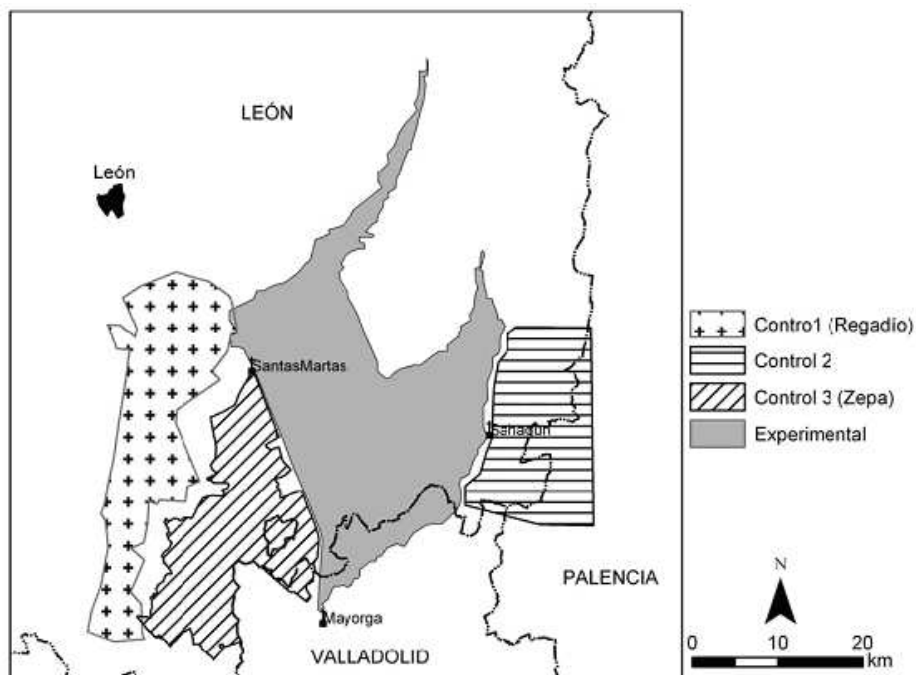 LEÓN
León
SantasMartas
Sahagún
PALENCIA
Mayorga
VALLADOLID
Contro1 (Regadío)
Control 2
Control 3 (Zepa)
Experimental
N
0 10 20
km